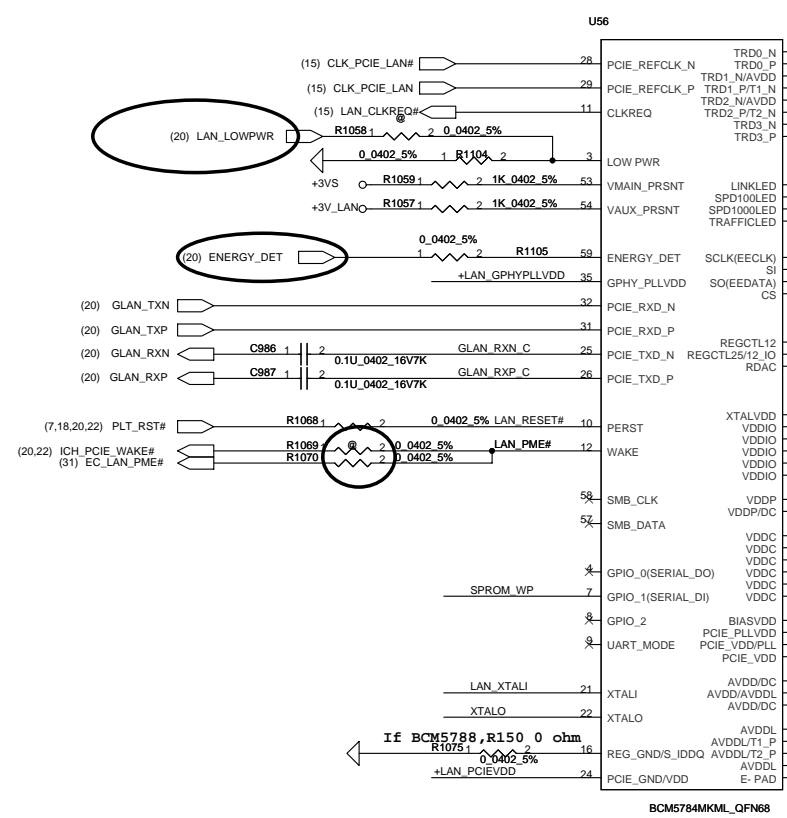 U56
(15) CLK_PCIE_LAN# 28 PCIE_REFCLK_N
(15) CLK_PCIE_LAN 29 PCIE_REFCLK_P
(15) LAN_CLKREQ# 11 CLKREQ
@
(20) LAN_LOWPWR R1058 1 2 0_0402_5%
0_0402_5% 1 R1104 2 3 LOW PWR
+3VS R1059 1 2 1K_0402_5% 53 VMAIN_PRSNT
+3V_LAN R1057 1 2 1K_0402_5% 54 VAUX_PRSNT
0_0402_5%
(20) ENERGY_DET 1 2 R1105 59 ENERGY_DET
+LAN_GPHYPLLVDD 35 GPHY_PLLVDD
(20) GLAN_TXN 32 PCIE_RXD_N
(20) GLAN_TXP 31 PCIE_RXD_P
(20) GLAN_RXN C986 1 2 GLAN_RXN_C 25 PCIE_TXD_N
0.1U_0402_16V7K
(20) GLAN_RXP C987 1 2 GLAN_RXP_C 26 PCIE_TXD_P
0.1U_0402_16V7K
(7,18,20,22) PLT_RST# R1068 1 2 0_0402_5% LAN_RESET# 10 PERST
(20,22) ICH_PCIE_WAKE# R1069 1 @ 2 0_0402_5% LAN_PME# 12 WAKE
(31) EC_LAN_PME# R1070 1 2 0_0402_5%
58 SMB_CLK
57 SMB_DATA
4 GPIO_0(SERIAL_DO)
SPROM_WP 7 GPIO_1(SERIAL_DI)
8 GPIO_2
9 UART_MODE
LAN_XTALI 21 XTALI
XTALO 22 XTALO
If BCM5788,R150 0 ohm
R1075 1 2 16 REG_GND/S_IDDQ
0_0402_5%
+LAN_PCIEVDD 24 PCIE_GND/VDD
TRD0_N
TRD0_P
TRD1_N/AVDD
TRD1_P/T1_N
TRD2_N/AVDD
TRD2_P/T2_N
TRD3_N
TRD3_P
LINKLED
SPD100LED
SPD1000LED
TRAFFICLED
SCLK(EECLK)
SI
SO(EEDATA)
CS
REGCTL12
REGCTL25/12_IO
RDAC
XTALVDD
VDDIO
VDDIO
VDDIO
VDDIO
VDDIO
VDDP
VDDP/DC
VDDC
VDDC
VDDC
VDDC
VDDC
VDDC
BIASVDD
PCIE_PLLVDD
PCIE_VDD/PLL
PCIE_VDD
AVDD/DC
AVDD/AVDDL
AVDD/DC
AVDDL
AVDDL/T1_P
AVDDL/T2_P
AVDDL
E- PAD
BCM5784MKML_QFN68